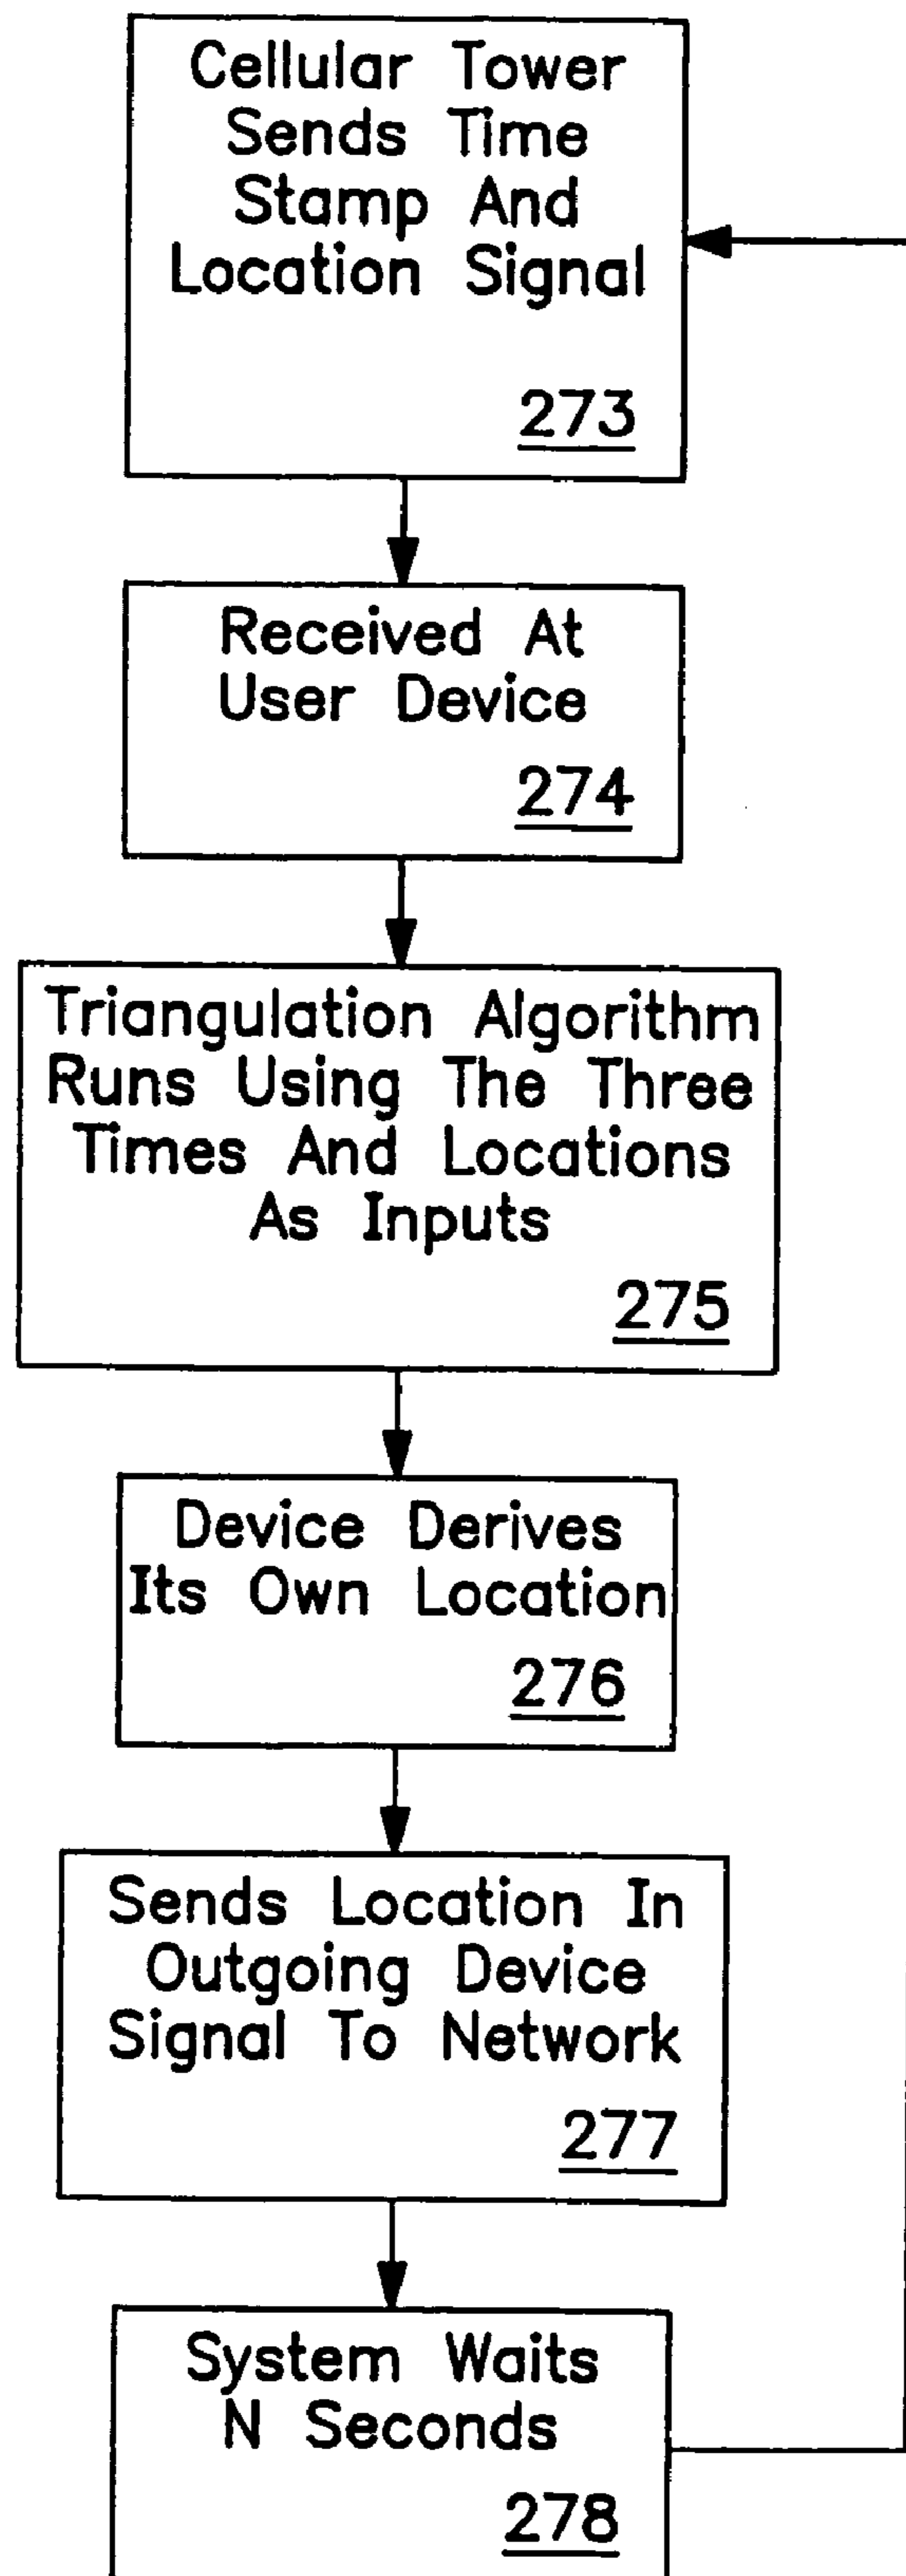 Cellular Tower
Sends Time
Stamp And
Location Signal
273
Received At
User Device
274
Triangulation Algorithm
Runs Using The Three
Times And Locations
As Inputs
275
Device Derives
Its Own Location
276
Sends Location In
Outgoing Device
Signal To Network
277
System Waits
N Seconds
278